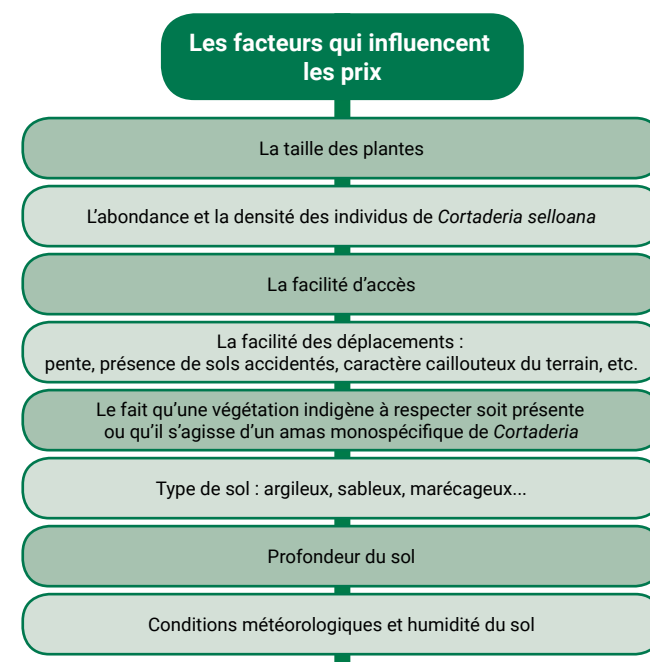 Les facteurs qui influencent
les prix
La taille des plantes
L'abondance et la densité des individus de Cortaderia selloana
La facilité d'accès
La facilité des déplacements :
pente, présence de sols accidentés, caractère caillouteux du terrain, etc.
Le fait qu'une végétation indigène à respecter soit présente
ou qu'il s'agisse d'un amas monospécifique de Cortaderia
Type de sol : argileux, sableux, marécageux...
Profondeur du sol
Conditions météorologiques et humidité du sol